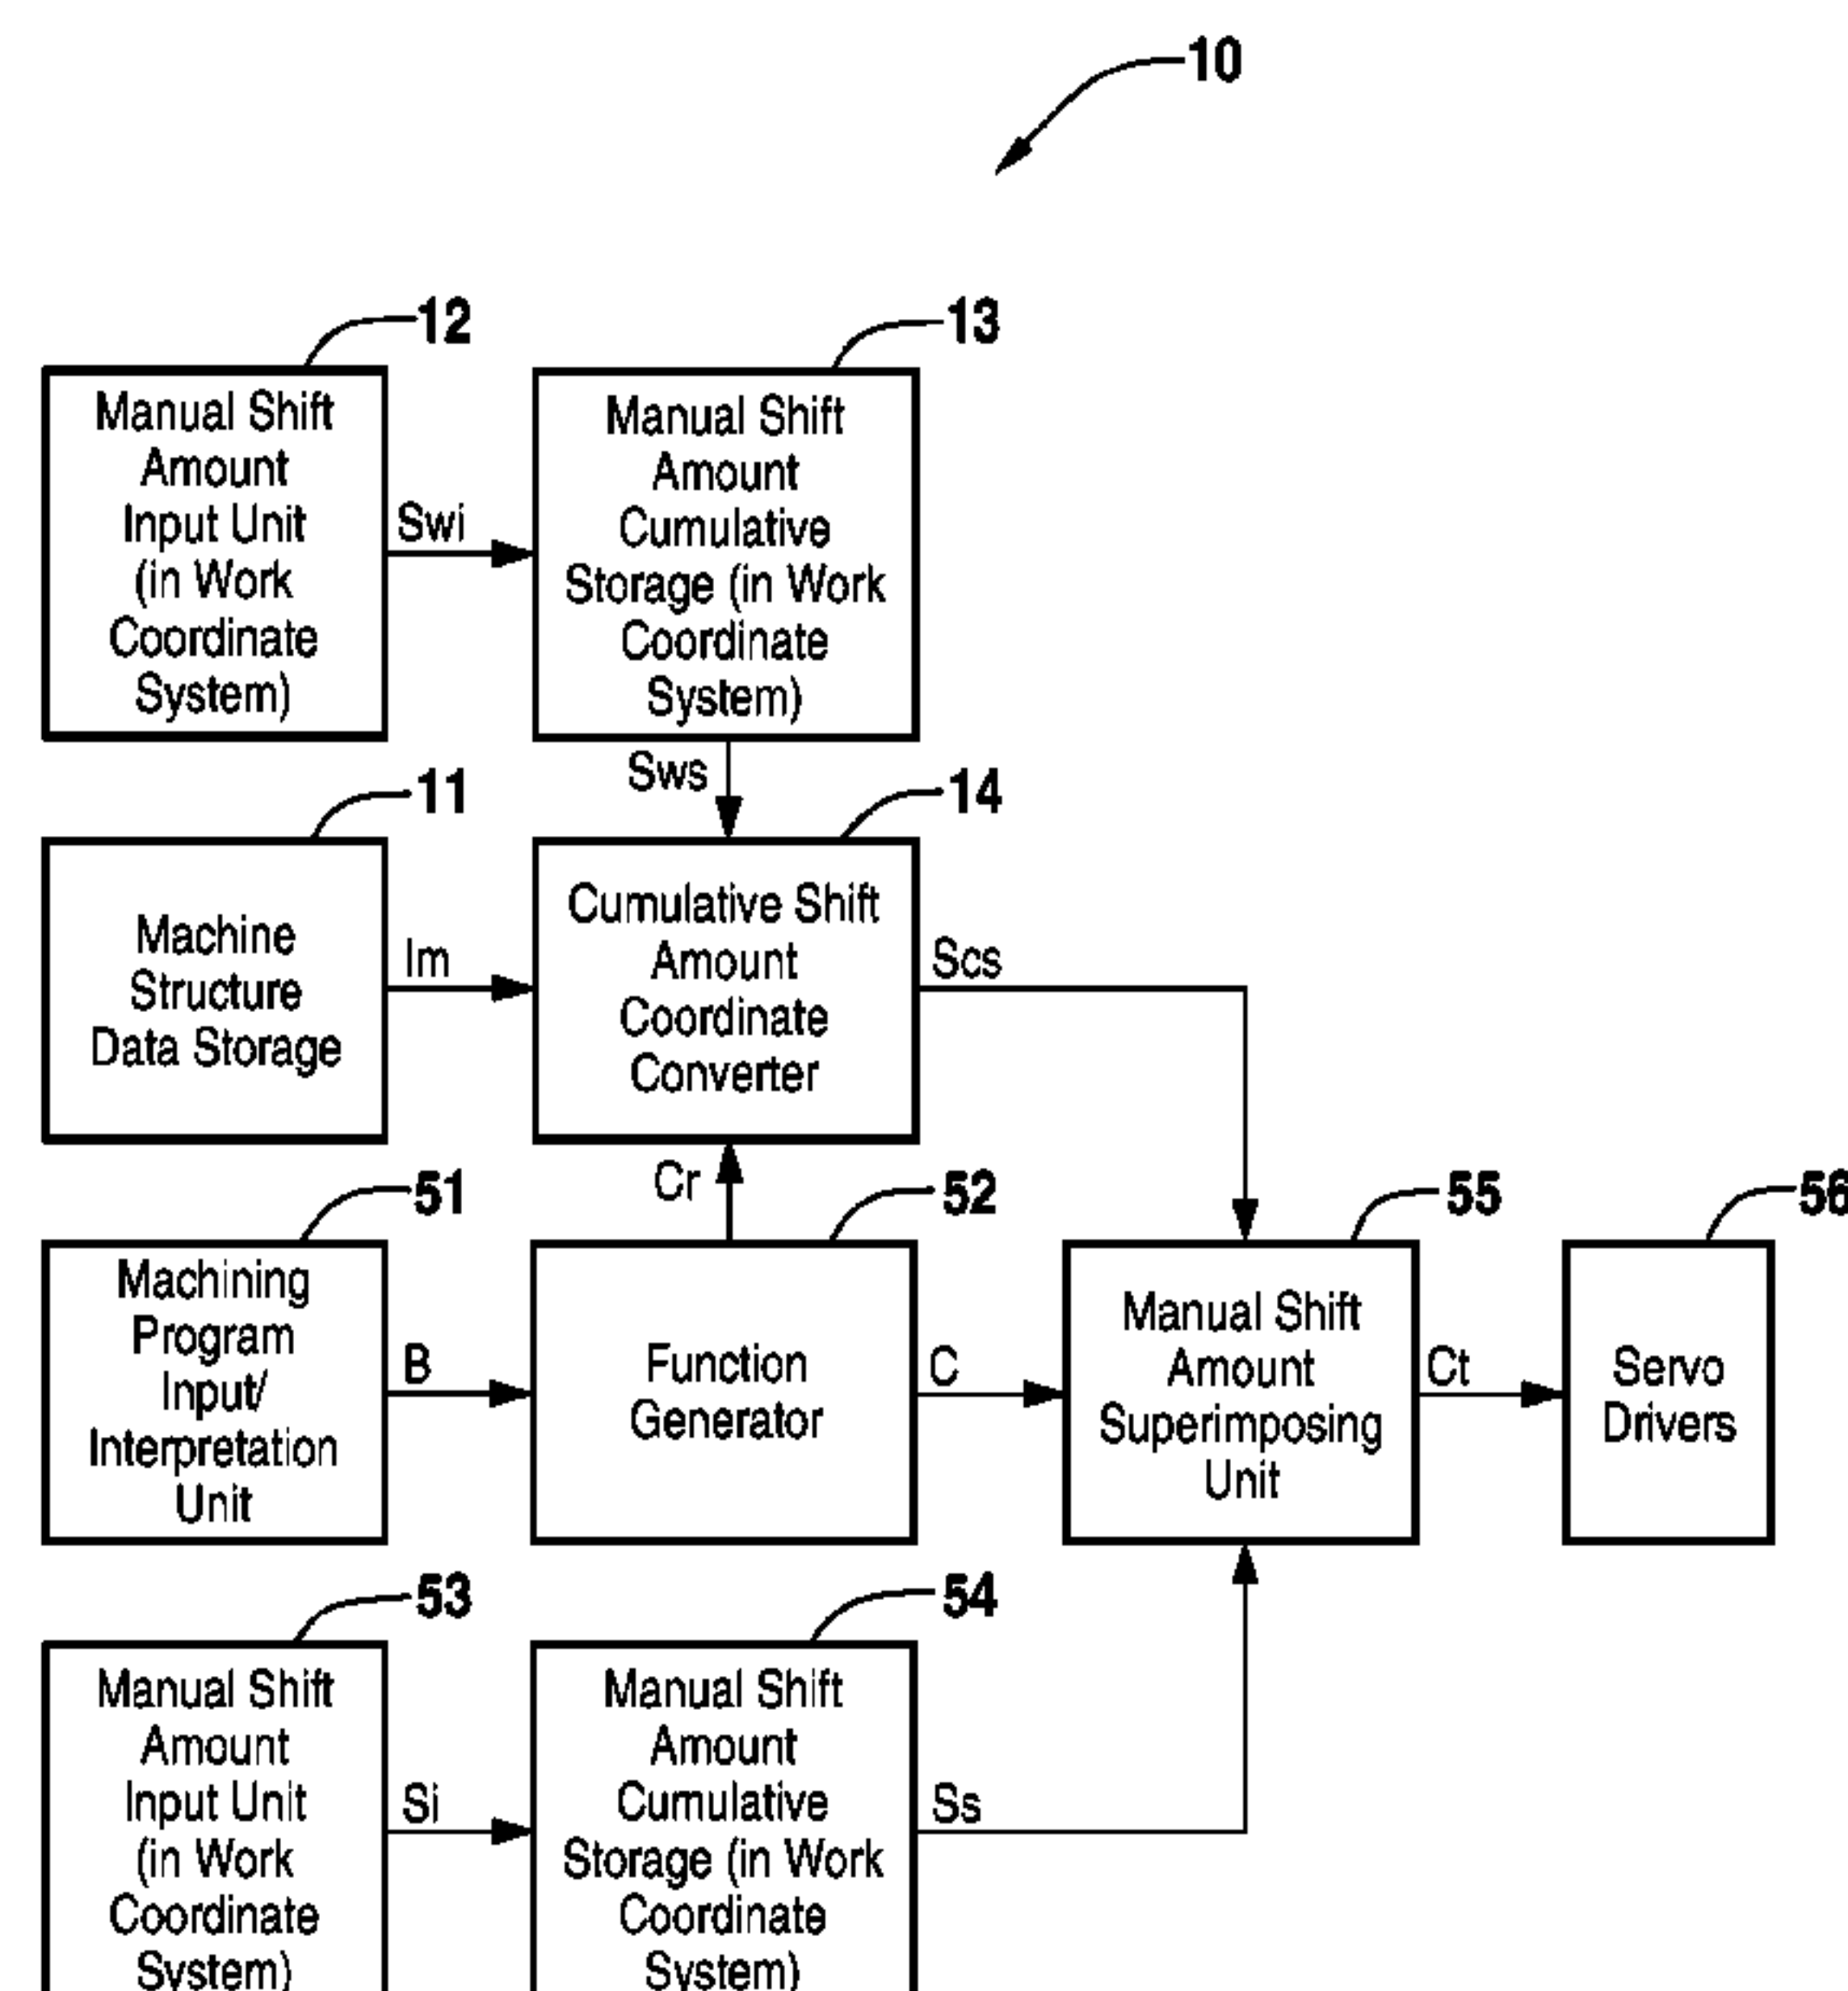 10
12
Manual Shift
Amount
Input Unit
(in Work
Coordinate
System)
Swi
13
Manual Shift
Amount
Cumulative
Storage (in Work
Coordinate
System)
Sws
11
Machine
Structure
Data Storage
Im
14
Cumulative Shift
Amount
Coordinate
Converter
Scs
Cr
51
Machining
Program
Input/
Interpretation
Unit
B
52
Function
Generator
C
55
Manual Shift
Amount
Superimposing
Unit
Ct
56
Servo
Drivers
53
Manual Shift
Amount
Input Unit
(in Work
Coordinate
System)
Si
54
Manual Shift
Amount
Cumulative
Storage (in Work
Coordinate
System)
Ss